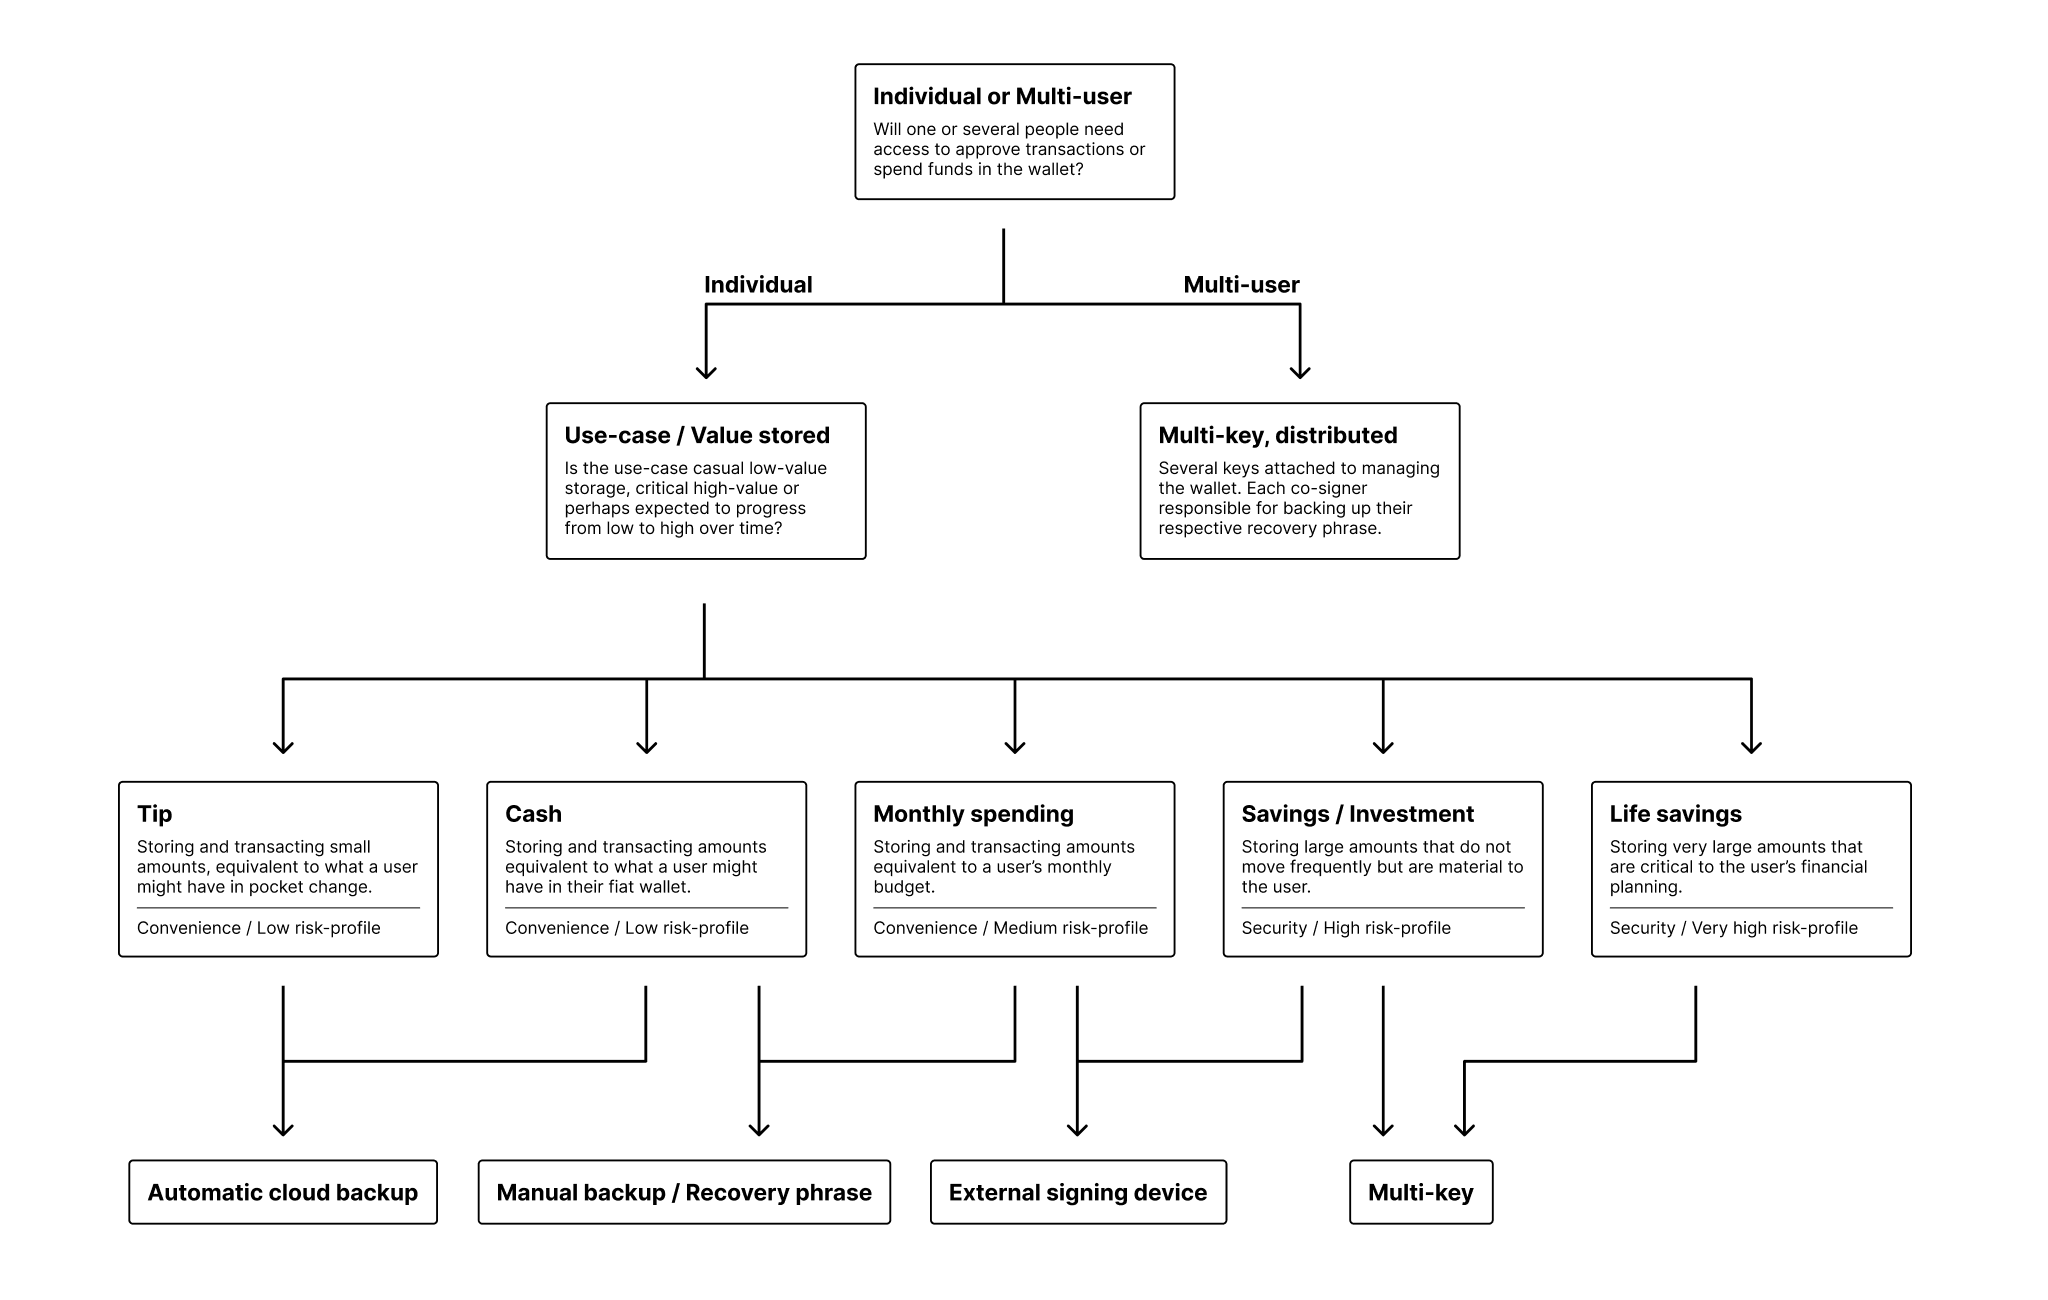 Individual or Multi-user
Will one or several people need
access to approve transactions or
spend funds in the wallet?
Individual
Multi-user
Use-case / Value stored
Is the use-case casual low-value
storage, critical high-value or
perhaps expected to progress
from low to high over time?
Multi-key, distributed
Several keys attached to managing
the wallet. Each co-signer
responsible for backing up their
respective recovery phrase.
Tip
Storing and transacting small
amounts, equivalent to what a user
might have in pocket change.
Convenience / Low risk-profile
Cash
Storing and transacting amounts
equivalent to what a user might
have in their fiat wallet.
Convenience / Low risk-profile
Monthly spending
Storing and transacting amounts
equivalent to a user’s monthly
budget.
Convenience / Medium risk-profile
Savings / Investment
Storing large amounts that do not
move frequently but are material to
the user.
Security / High risk-profile
Life savings
Storing very large amounts that
are critical to the user’s financial
planning.
Security / Very high risk-profile
Automatic cloud backup
Manual backup / Recovery phrase
External signing device
Multi-key